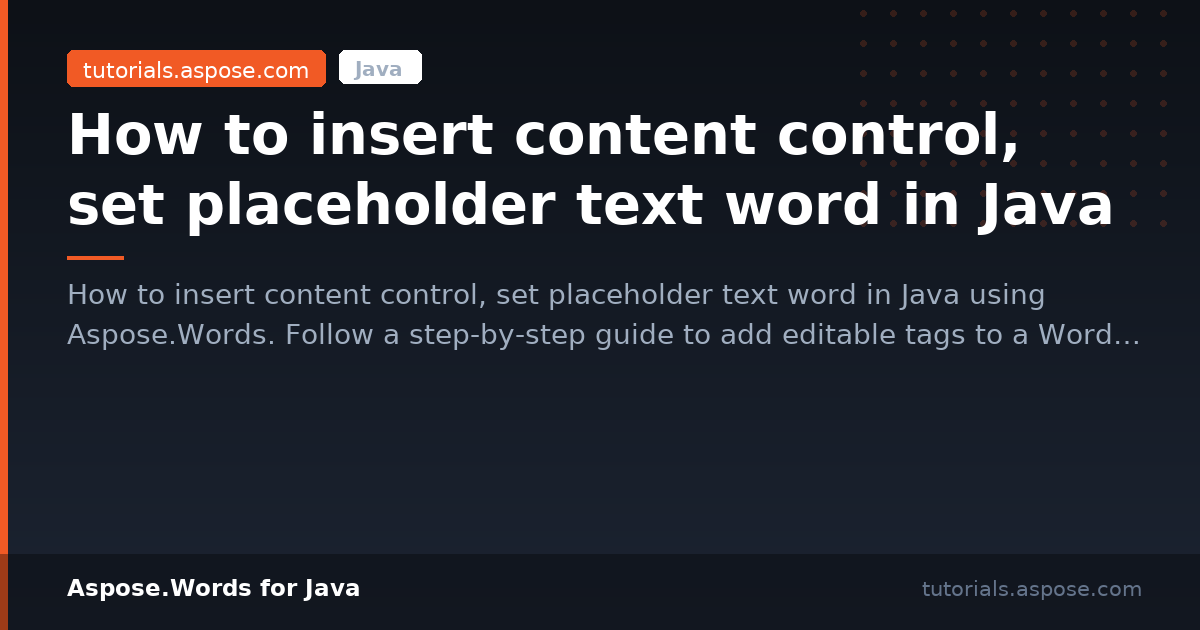 tutorials.aspose.com Java
How to insert content control,
set placeholder text word in Java
How to insert content control, set placeholder text word in Java using
Aspose.Words. Follow a step-by-step guide to add editable tags to a Word…
Aspose.Words for Java
tutorials.aspose.com